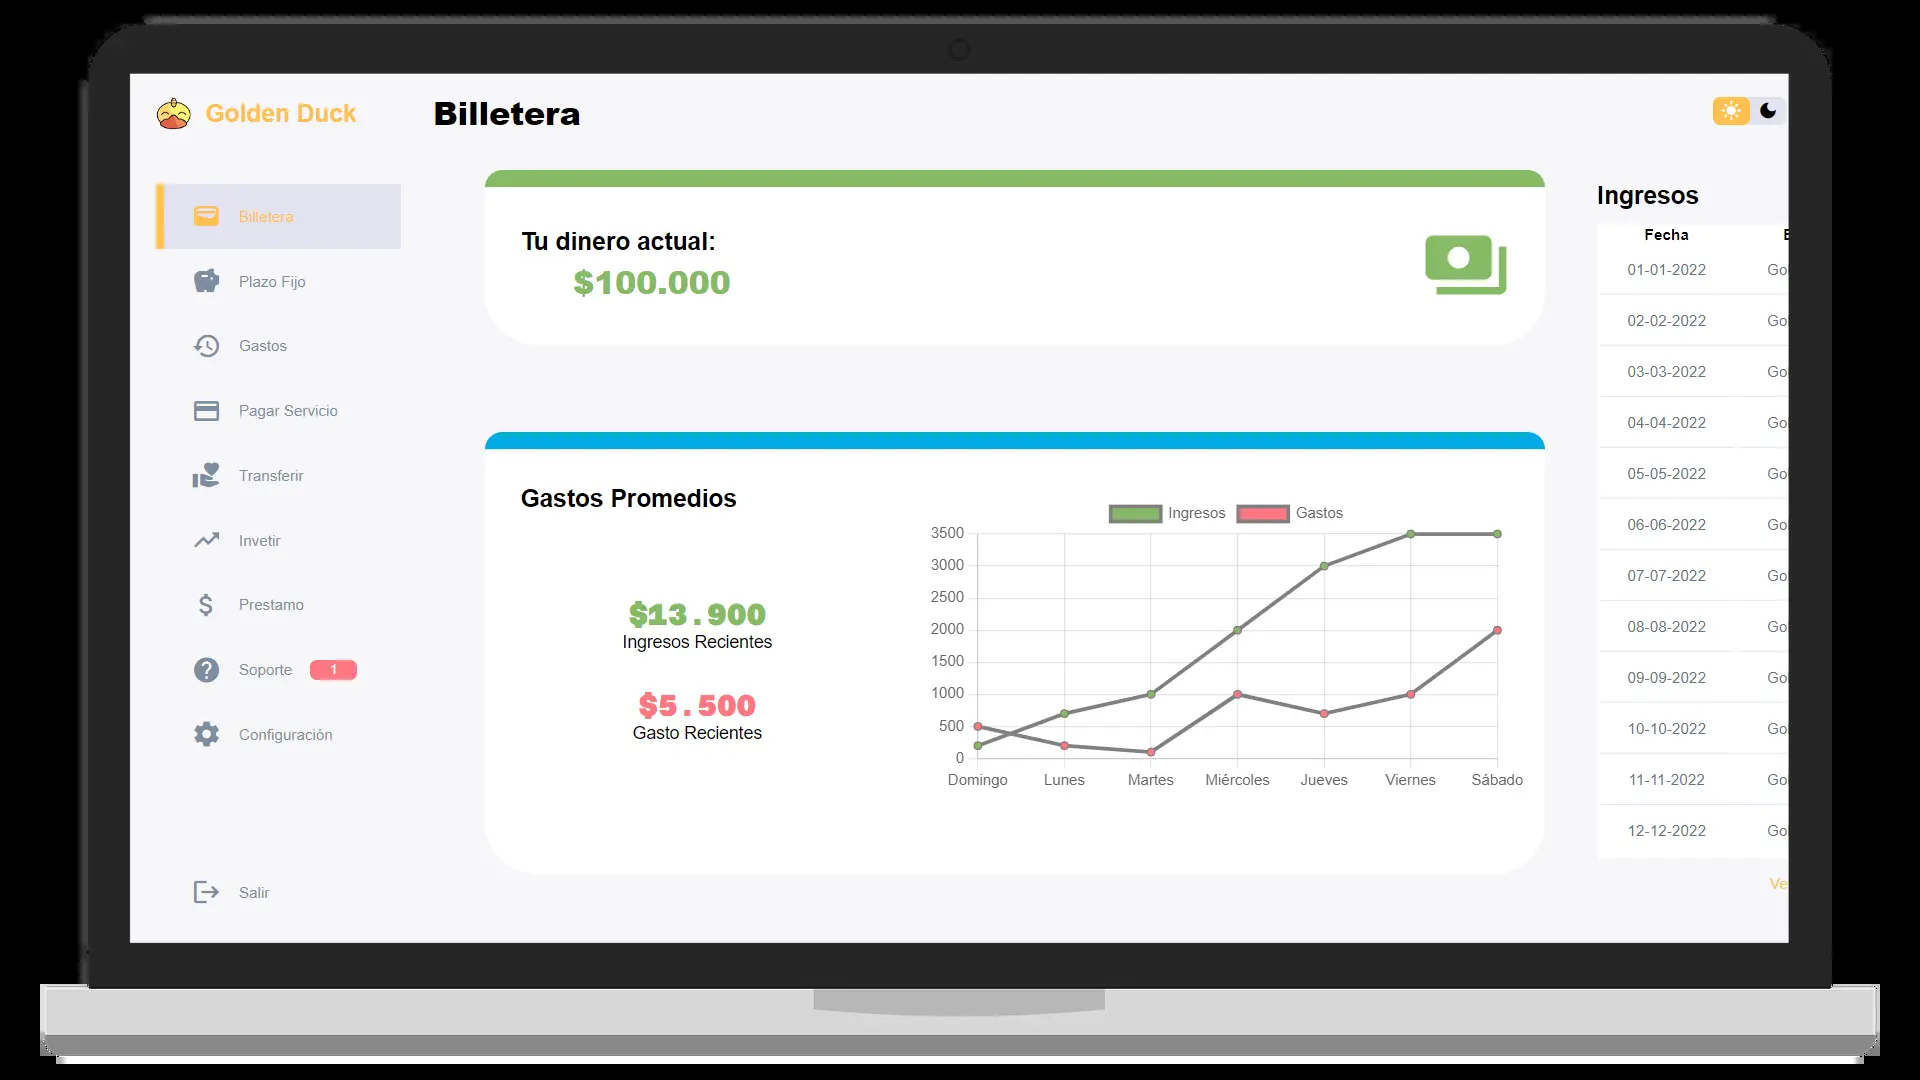 Golden Duck
Billetera
Billetera
Plazo Fijo
Gastos
Pagar Servicio
Transferir
Invetir
Prestamo
Soporte 1
Configuración
Salir
Tu dinero actual:
$100.000
Gastos Promedios
$13.900
Ingresos Recientes
$5.500
Gasto Recientes
Ingresos Gastos
3500
3000
2500
2000
1500
1000
500
0
Domingo Lunes Martes Miércoles Jueves Viernes Sábado
Ingresos
Fecha
01-01-2022 Go
02-02-2022 Go
03-03-2022 Go
04-04-2022 Go
05-05-2022 Go
06-06-2022 Go
07-07-2022 Go
08-08-2022 Go
09-09-2022 Go
10-10-2022 Go
11-11-2022 Go
12-12-2022 Go
Ve